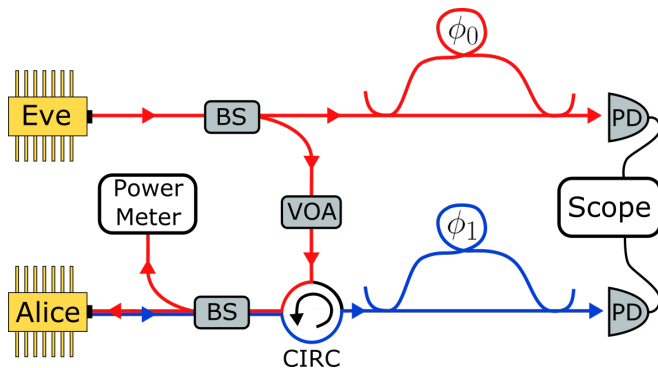 ϕ₀
Eve
BS
PD
Power
Meter
VOA
Scope
ϕ₁
Alice
BS
PD
CIRC